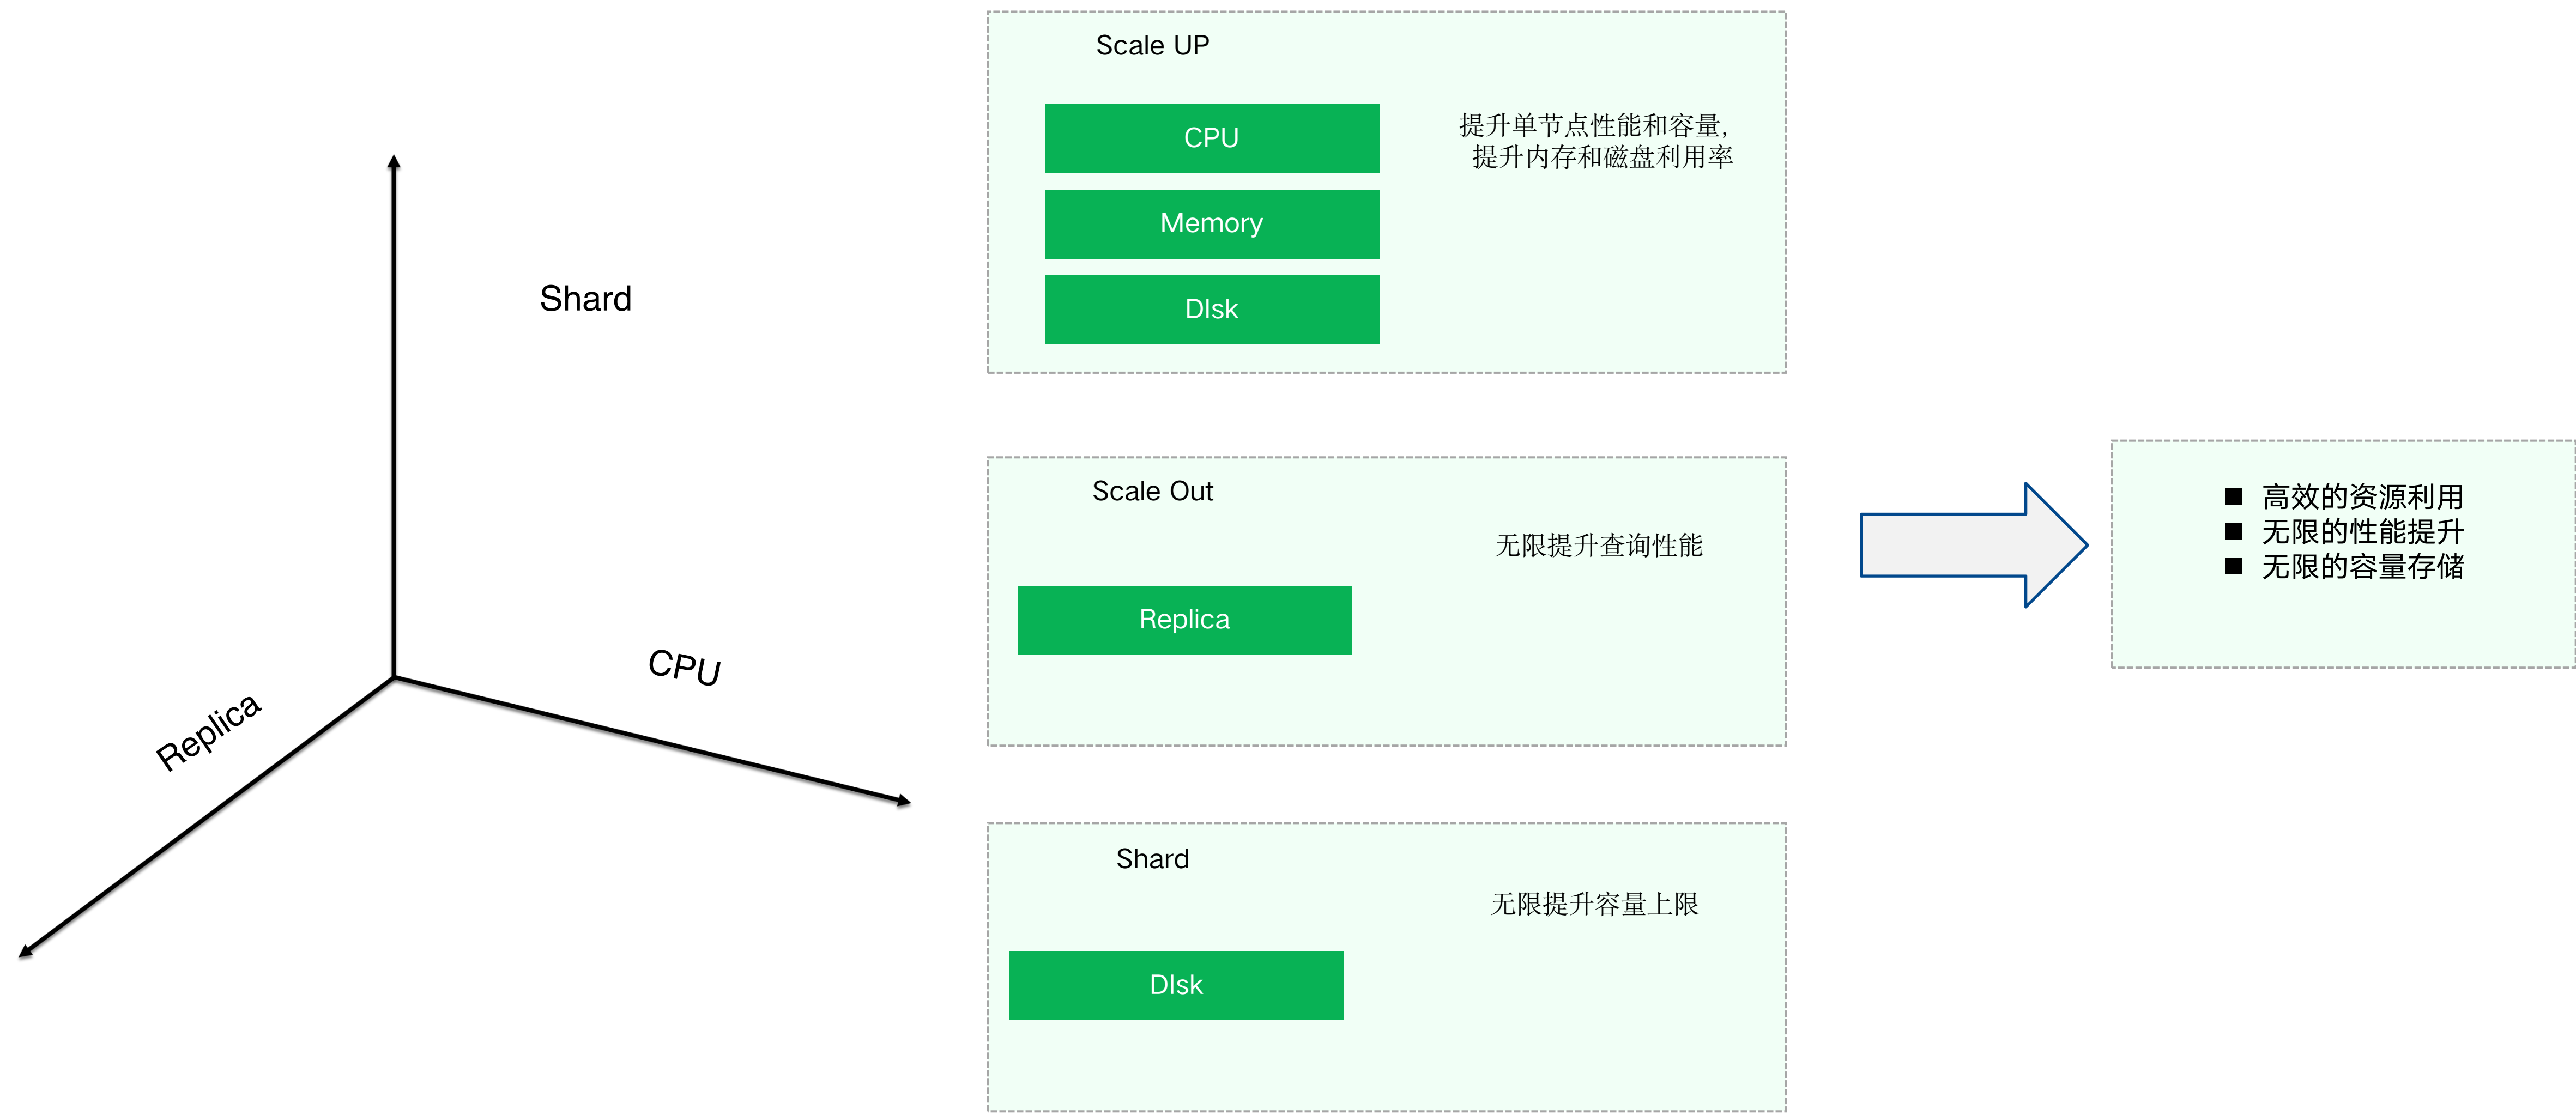 Shard
CPU
Replica
Scale UP
CPU
Memory
DIsk
提升单节点性能和容量，
提升内存和磁盘利用率
Scale Out
无限提升查询性能
Replica
Shard
无限提升容量上限
DIsk
■ 高效的资源利用
■ 无限的性能提升
■ 无限的容量存储